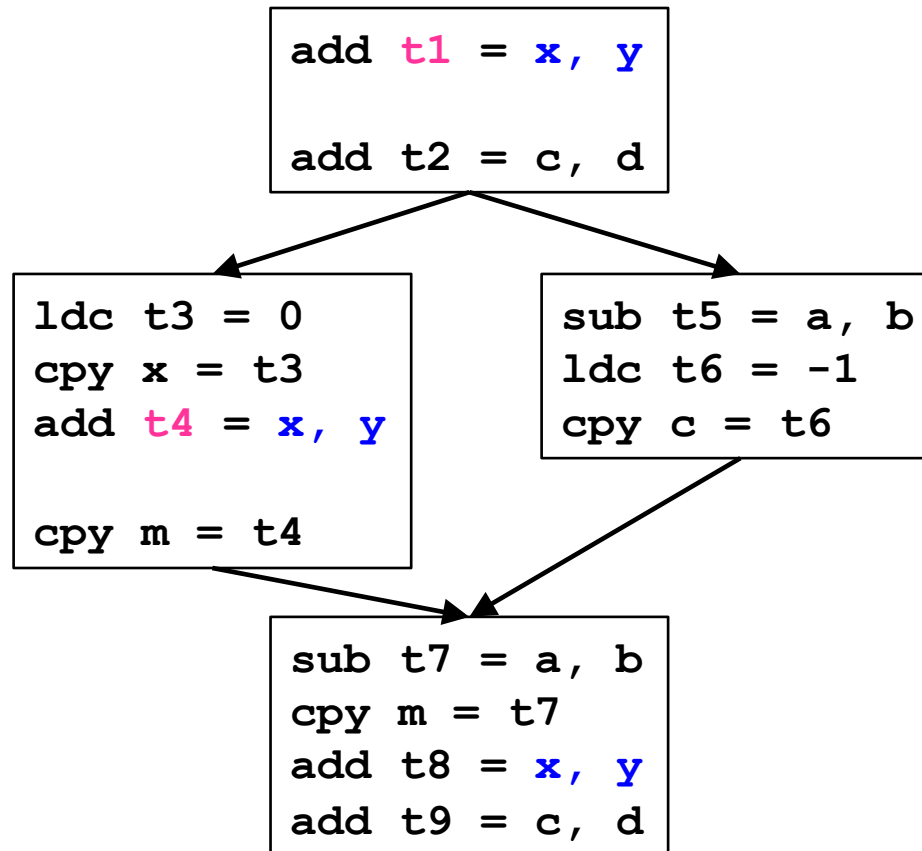 add t1 = x, y
add t2 = c, d
ldc t3 = 0
cpy x = t3
add t4 = x, y
cpy m = t4
sub t5 = a, b
ldc t6 = -1
cpy c = t6
sub t7 = a, b
cpy m = t7
add t8 = x, y
add t9 = c, d